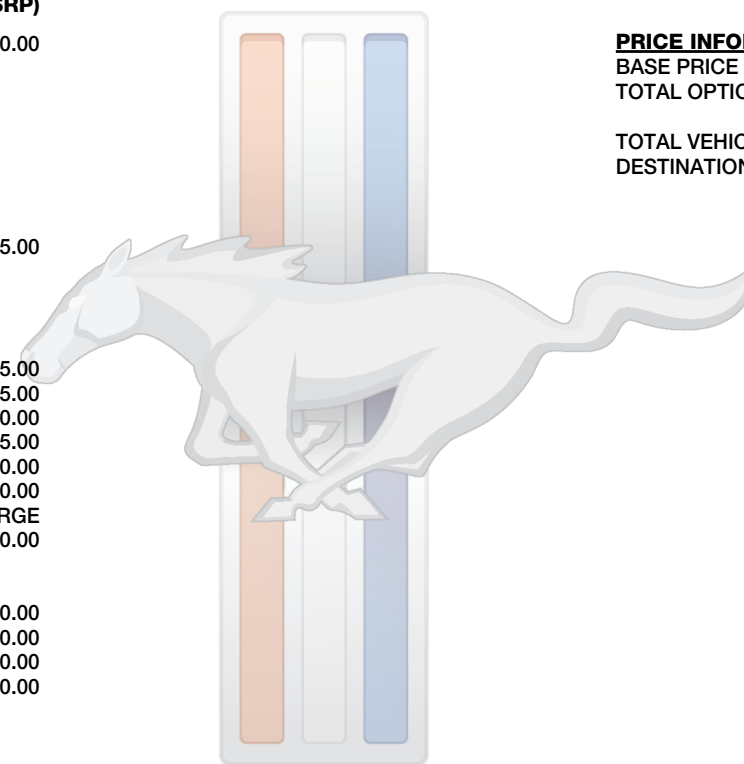 SRP)
0.00
5.00
5.00
5.00
0.00
5.00
0.00
0.00
RGE
0.00
0.00
0.00
0.00
0.00
PRICE INFO
BASE PRICE
TOTAL OPTIO
TOTAL VEHIC
DESTINATION